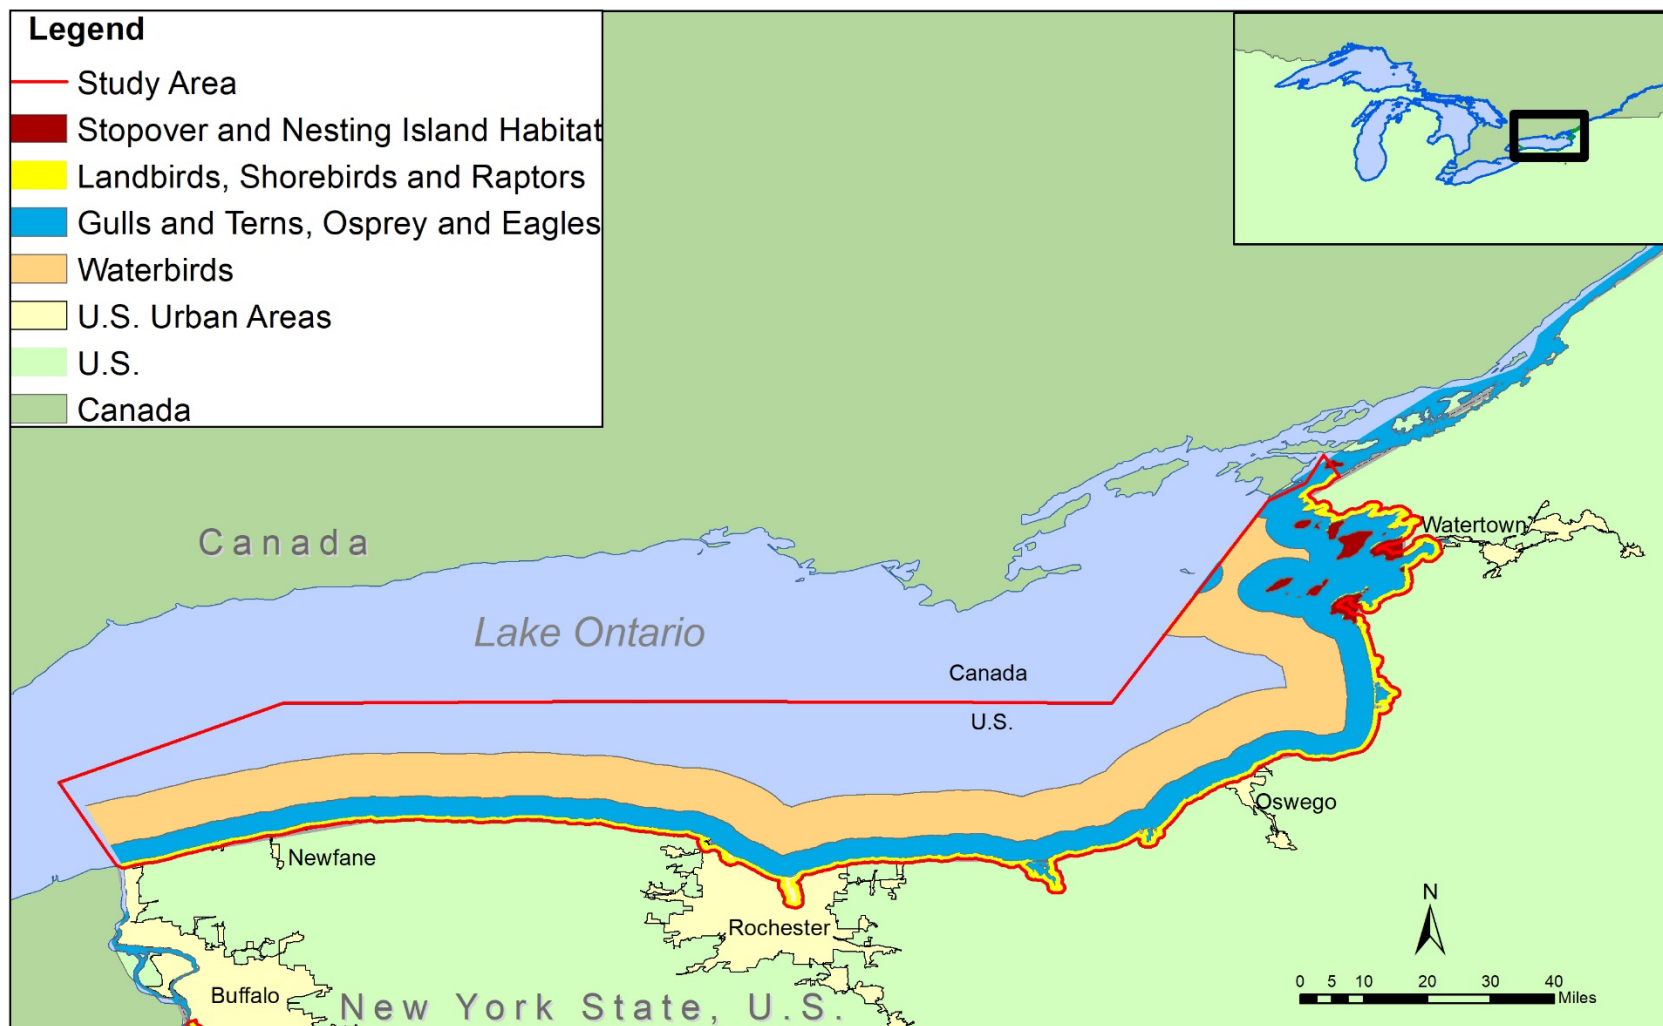 Legend
Study Area
Stopover and Nesting Island Habitat
Landbirds, Shorebirds and Raptors
Gulls and Terns, Osprey and Eagles
Waterbirds
U.S. Urban Areas
U.S.
Canada
Canada
Watertown
Lake Ontario
Canada
U.S.
Oswego
Newfane
Rochester
Buffalo
New York State, U.S.
N
0 5 10 20 30 40
Miles